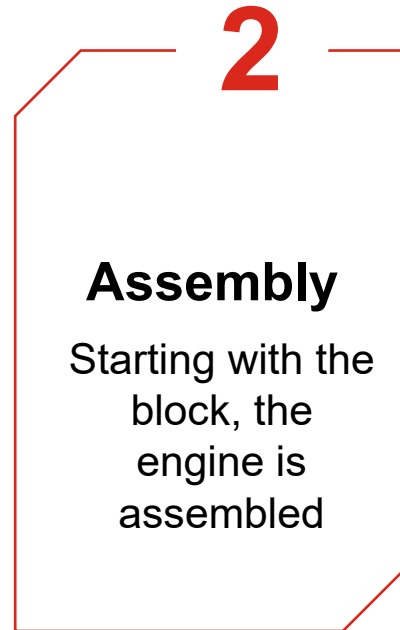 2
Assembly
Starting with the
block, the
engine is
assembled